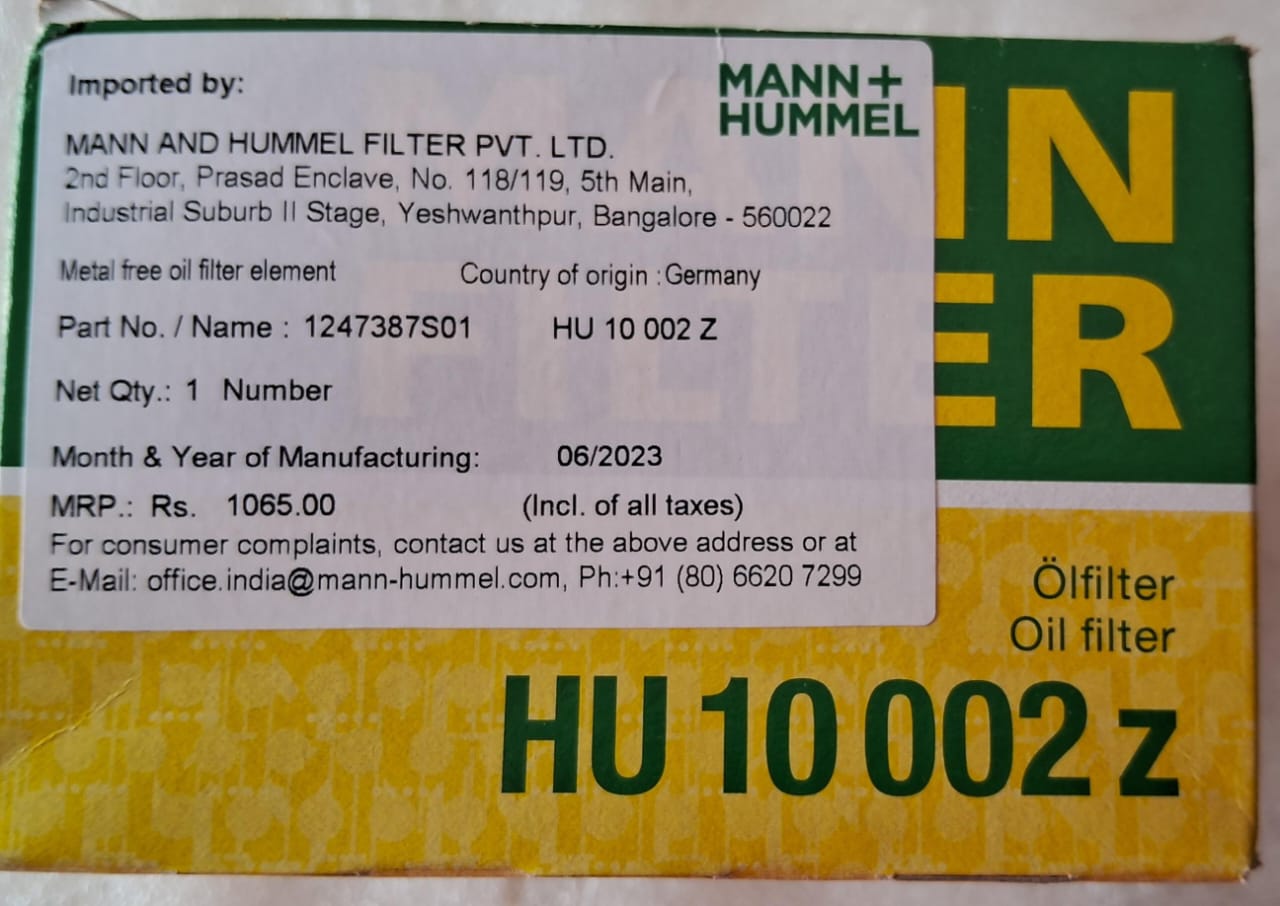 Imported by:
MANN+
HUMMEL
MANN AND HUMMEL FILTER PVT. LTD.
2nd Floor, Prasad Enclave, No. 118/119, 5th Main,
Industrial Suburb II Stage, Yeshwanthpur, Bangalore - 560022
Metal free oil filter element Country of origin : Germany
Part No. / Name : 1247387S01 HU 10 002 Z
Net Qty.: 1 Number
Month & Year of Manufacturing: 06/2023
MRP.: Rs. 1065.00 (Incl. of all taxes)
For consumer complaints, contact us at the above address or at
E-Mail: office.india@mann-hummel.com, Ph:+91 (80) 6620 7299
MANN
FILTER
Ölfilter
Oil filter
HU 10 002 z